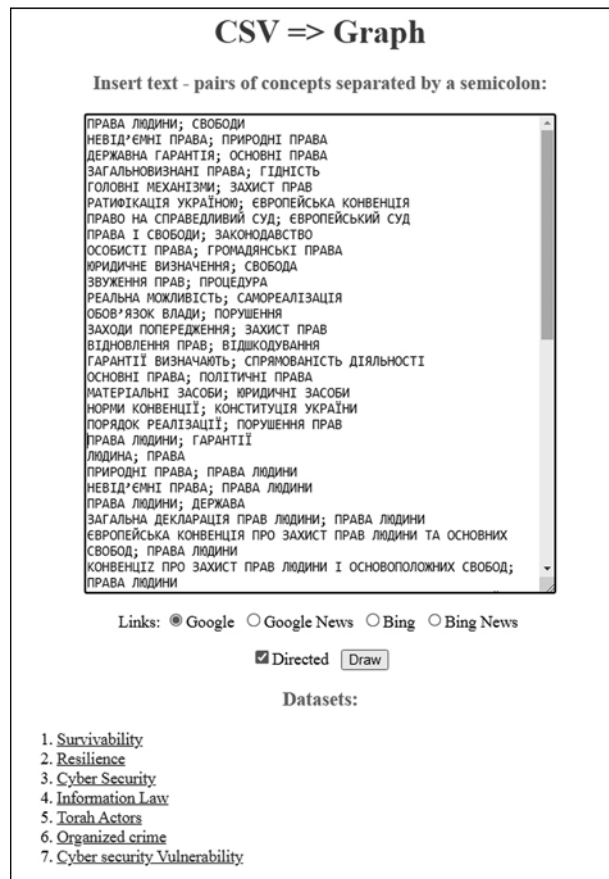 CSV => Graph
Insert text - pairs of concepts separated by a semicolon:
ПРАВА ЛЮДИНИ; СВОБОДИ
НЕВІД’ЄМНІ ПРАВА; ПРИРОДНІ ПРАВА
ДЕРЖАВНА ГАРАНТІЯ; ОСНОВНІ ПРАВА
ЗАГАЛЬНОВИЗНАНІ ПРАВА; ГІДНІСТЬ
ГОЛОВНІ МЕХАНІЗМИ; ЗАХИСТ ПРАВ
РАТИФІКАЦІЯ УКРАЇНОЮ; ЄВРОПЕЙСЬКА КОНВЕНЦІЯ
ПРАВО НА СПРАВЕДЛИВИЙ СУД; ЄВРОПЕЙСЬКИЙ СУД
ПРАВА І СВОБОДИ; ЗАКОНОДАВСТВО
ОСОБИСТІ ПРАВА; ГРОМАДЯНСЬКІ ПРАВА
ЮРИДИЧНЕ ВИЗНАЧЕННЯ; СВОБОДА
ЗВУЖЕННЯ ПРАВ; ПРОЦЕДУРА
РЕАЛЬНА МОЖЛИВІСТЬ; САМОРЕАЛІЗАЦІЯ
ОБОВ’ЯЗОК ВЛАДИ; ПОРУШЕННЯ
ЗАХОДИ ПОПЕРЕДЖЕННЯ; ЗАХИСТ ПРАВ
ВІДНОВЛЕННЯ ПРАВ; ВІДШКОДУВАННЯ
ГАРАНТІЇ ВИЗНАЧАЮТЬ; СПРЯМОВАНІСТЬ ДІЯЛЬНОСТІ
ОСНОВНІ ПРАВА; ПОЛІТИЧНІ ПРАВА
МАТЕРІАЛЬНІ ЗАСОБИ; ЮРИДИЧНІ ЗАСОБИ
НОРМИ КОНВЕНЦІЇ; КОНСТИТУЦІЯ УКРАЇНИ
ПОРЯДОК РЕАЛІЗАЦІЇ; ПОРУШЕННЯ ПРАВ
ПРАВА ЛЮДИНИ; ГАРАНТІЇ
ЛЮДИНА; ПРАВА
ПРИРОДНІ ПРАВА; ПРАВА ЛЮДИНИ
НЕВІД’ЄМНІ ПРАВА; ПРАВА ЛЮДИНИ
ПРАВА ЛЮДИНИ; ДЕРЖАВА
ЗАГАЛЬНА ДЕКЛАРАЦІЯ ПРАВ ЛЮДИНИ; ПРАВА ЛЮДИНИ
ЄВРОПЕЙСЬКА КОНВЕНЦІЯ ПРО ЗАХИСТ ПРАВ ЛЮДИНИ ТА ОСНОВНИХ
СВОБОД; ПРАВА ЛЮДИНИ
КОНВЕНЦІZ ПРО ЗАХИСТ ПРАВ ЛЮДИНИ І ОСНОВОПОЛОЖНИХ СВОБОД;
ПРАВА ЛЮДИНИ
Links: Google Google News Bing Bing News
Directed Draw
Datasets:
1. Survivability
2. Resilience
3. Cyber Security
4. Information Law
5. Torah Actors
6. Organized crime
7. Cyber security Vulnerability